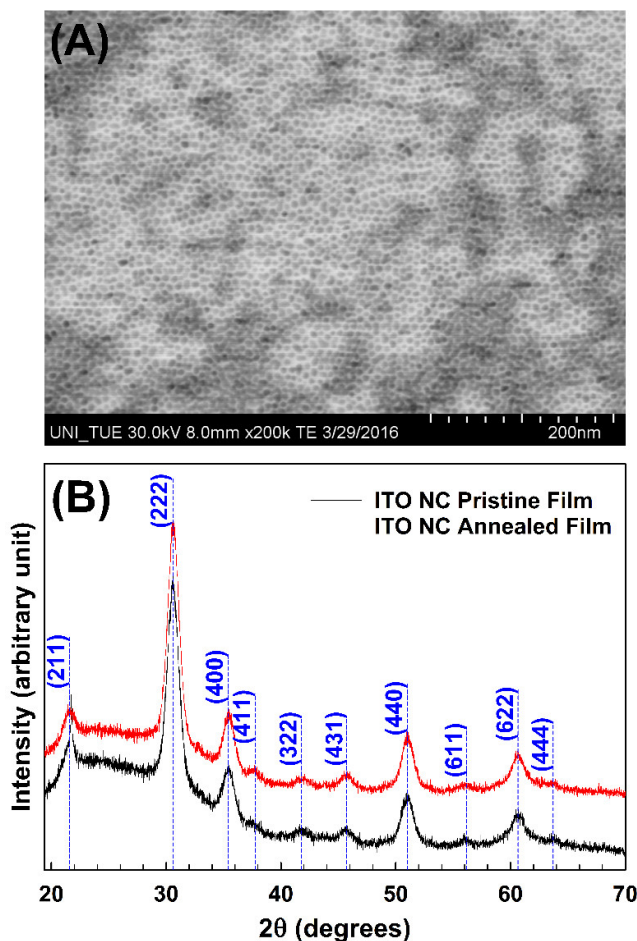 (A)
UNI_TUE 30.0kV 8.0mm x200k TE 3/29/2016
200nm
(B)
ITO NC Pristine Film
ITO NC Annealed Film
Intensity (arbitrary unit)
(211)
(222)
(400)
(411)
(322)
(431)
(440)
(611)
(622)
(444)
20 30 40 50 60 70
2θ (degrees)